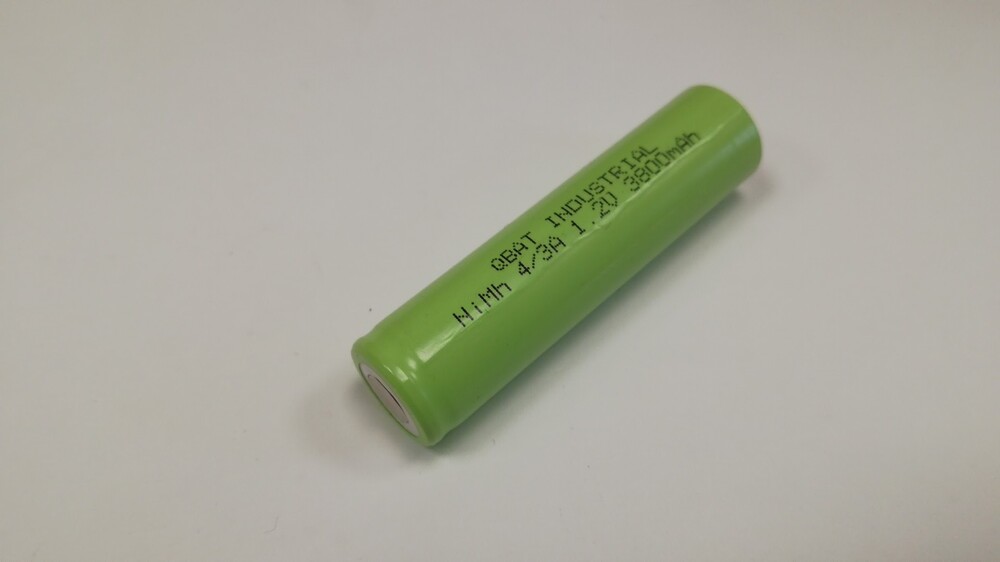 QBAT INDUSTRIAL
NiMh 4/3A 1.2V 3800mAh